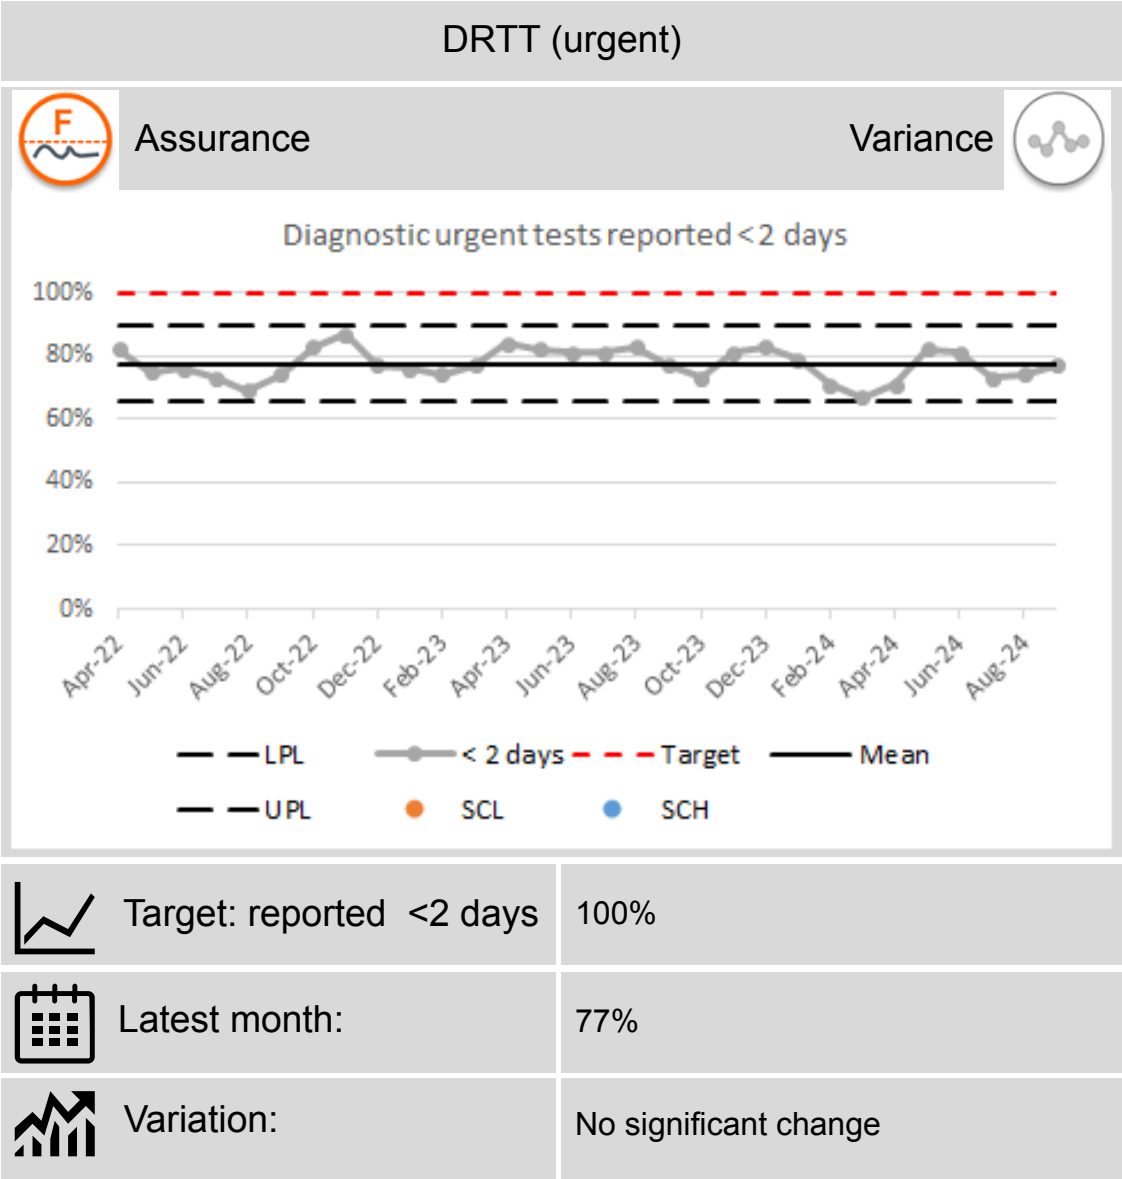 DRTT (urgent)
F
Assurance
Variance
Diagnostic urgent tests reported <2 days
100%
80%
60%
40%
20%
0%
Apr-22 Jun-22 Aug-22 Oct-22 Dec-22 Feb-23 Apr-23 Jun-23 Aug-23 Oct-23 Dec-23 Feb-24 Apr-24 Jun-24 Aug-24
LPL < 2 days Target Mean
UPL SCL SCH
Target: reported <2 days 100%
Latest month: 77%
Variation: No significant change